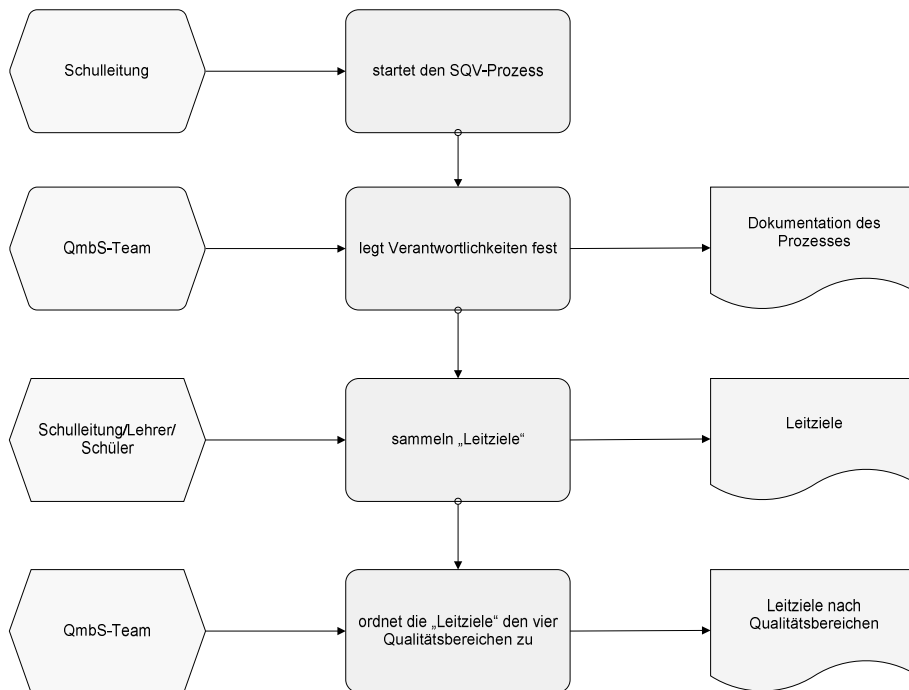 Schulleitung
startet den SQV-Prozess
QmbS-Team
legt Verantwortlichkeiten fest
Dokumentation des
Prozesses
Schulleitung/Lehrer/
Schüler
sammeln „Leitziele“
Leitziele
QmbS-Team
ordnet die „Leitziele“ den vier
Qualitätsbereichen zu
Leitziele nach
Qualitätsbereichen